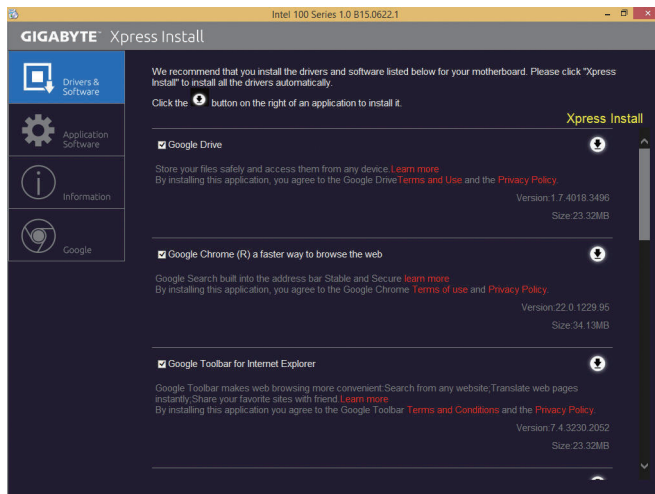 Intel 100 Series 1.0 B15.0622.1
GIGABYTE™ Xpress Install
Drivers &
Software
Application
Software
Information
Google
We recommend that you install the drivers and software listed below for your motherboard. Please click "Xpress
Install" to install all the drivers automatically.
Click the button on the right of an application to install it.
Xpress Install
Google Drive
Store your files safely and access them from any device.Learn more
By installing this application, you agree to the Google DriveTerms and Use and the Privacy Policy.
Version:1.7.4018.3496
Size:23.32MB
Google Chrome (R) a faster way to browse the web
Google Search built into the address bar Stable and Secure learn more
By installing this application, you agree to the Google Chrome Terms of use and Privacy Policy.
Version:22.0.1229.95
Size:34.13MB
Google Toolbar for Internet Explorer
Google Toolbar makes web browsing more convenient:Search from any website;Translate web pages
instantly;Share your favorite sites with friend.Learn more
By installing this application you agree to the Google Toolbar Terms and Conditions and the Privacy Policy.
Version:7.4.3230.2052
Size:23.32MB